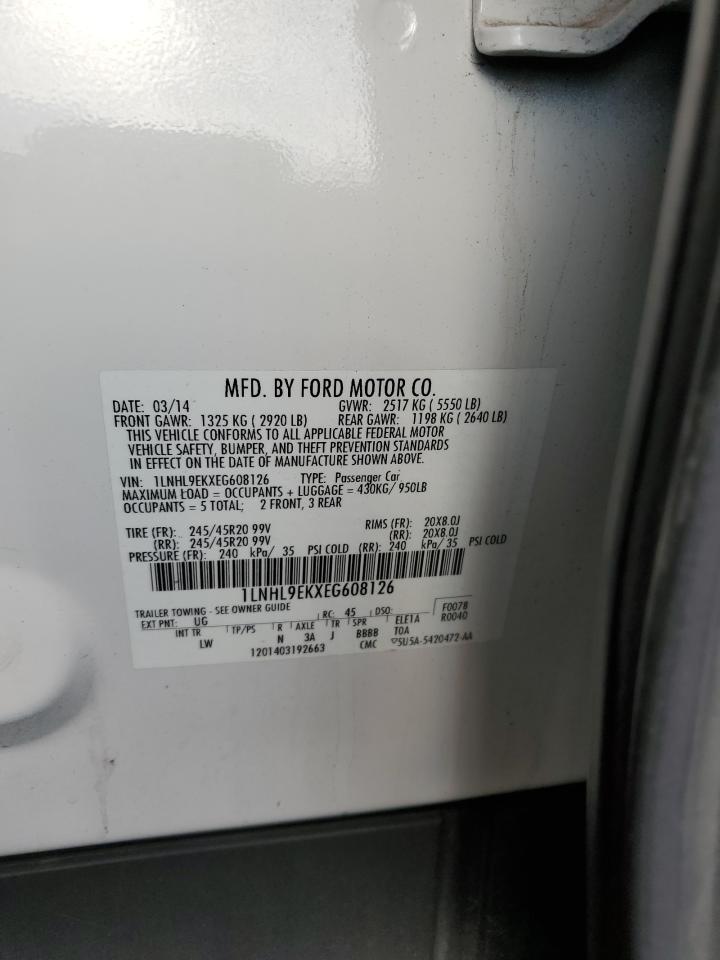 MFD. BY FORD MOTOR CO.
DATE: 03/14 GVWR: 2517 KG ( 5550 LB)
FRONT GAWR: 1325 KG ( 2920 LB) REAR GAWR: 1198 KG ( 2640 LB)
THIS VEHICLE CONFORMS TO ALL APPLICABLE FEDERAL MOTOR
VEHICLE SAFETY, BUMPER, AND THEFT PREVENTION STANDARDS
IN EFFECT ON THE DATE OF MANUFACTURE SHOWN ABOVE.
VIN: 1LNHL9EKXEG608126 TYPE: Passenger Car
MAXIMUM LOAD = OCCUPANTS + LUGGAGE = 430KG/ 950LB
OCCUPANTS = 5 TOTAL; 2 FRONT, 3 REAR
TIRE (FR): 245/45R20 99V RIMS (FR): 20X8.0J
(RR): 245/45R20 99V (RR): 20X8.0J
PRESSURE (FR): 240 kPa/ 35 PSI COLD (RR): 240 kPa/ 35 PSI COLD
1LNHL9EKXEG608126
TRAILER TOWING - SEE OWNER GUIDE F0078
EXT PNT: UG RC: 45 DSO: R0040
INT TR TP/PS R AXLE TR SPR ELE1A
LW N 3A J BBBB T0A
1201403192663 CMC 5U5A-5420472-AA